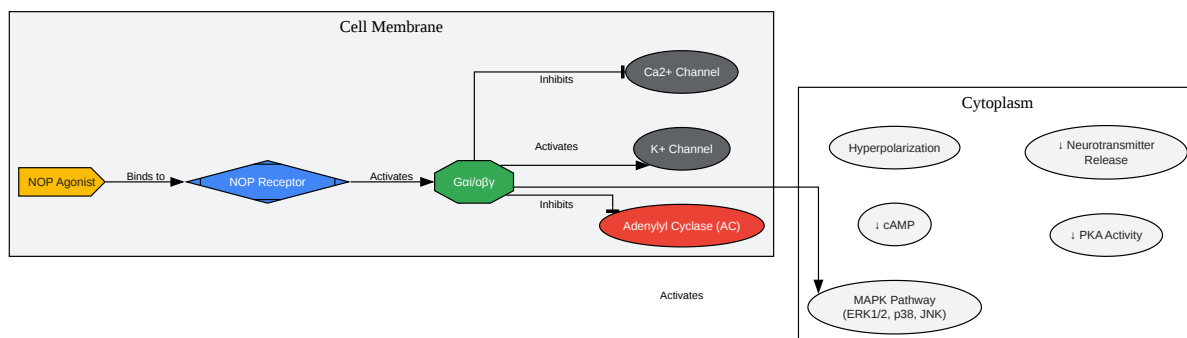 Cell Membrane
Ca2+ Channel
Inhibits
Activates
K+ Channel
NOP Agonist
Binds to
NOP Receptor
Activates
Gαi/oβγ
Inhibits
Adenylyl Cyclase (AC)
Activates
Cytoplasm
Hyperpolarization
↓ Neurotransmitter
Release
↓ cAMP
↓ PKA Activity
MAPK Pathway
(ERK1/2, p38, JNK)